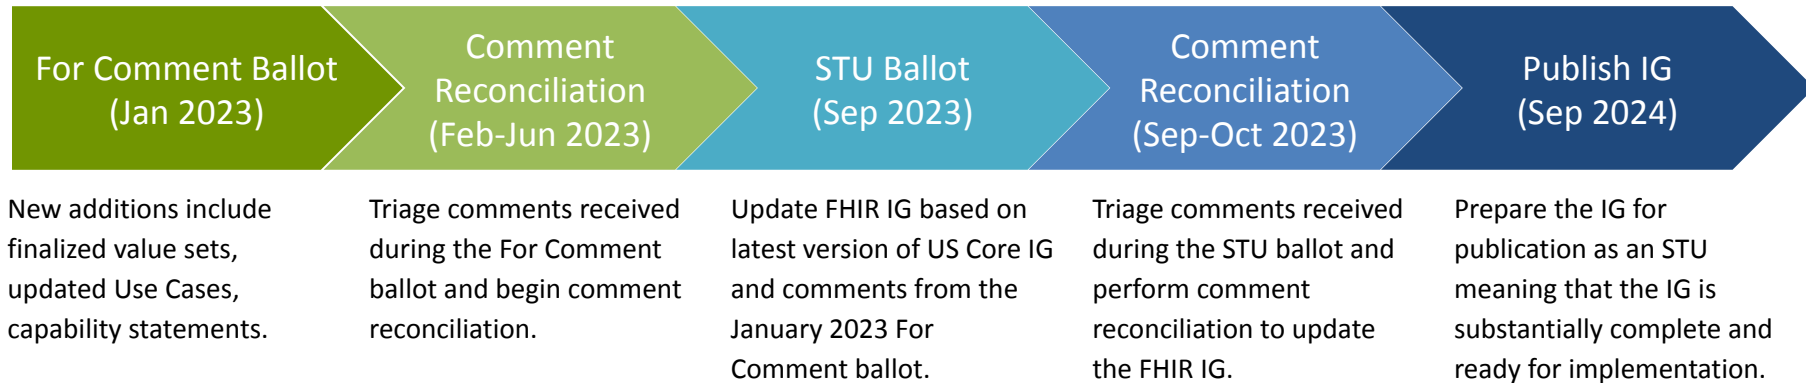 For Comment Ballot
(Jan 2023)
Comment
Reconciliation
(Feb-Jun 2023)
STU Ballot
(Sep 2023)
Comment
Reconciliation
(Sep-Oct 2023)
Publish IG
(Sep 2024)
New additions include
finalized value sets,
updated Use Cases,
capability statements.
Triage comments received
during the For Comment
ballot and begin comment
reconciliation.
Update FHIR IG based on
latest version of US Core IG
and comments from the
January 2023 For
Comment ballot.
Triage comments received
during the STU ballot and
perform comment
reconciliation to update
the FHIR IG.
Prepare the IG for
publication as an STU
meaning that the IG is
substantially complete and
ready for implementation.